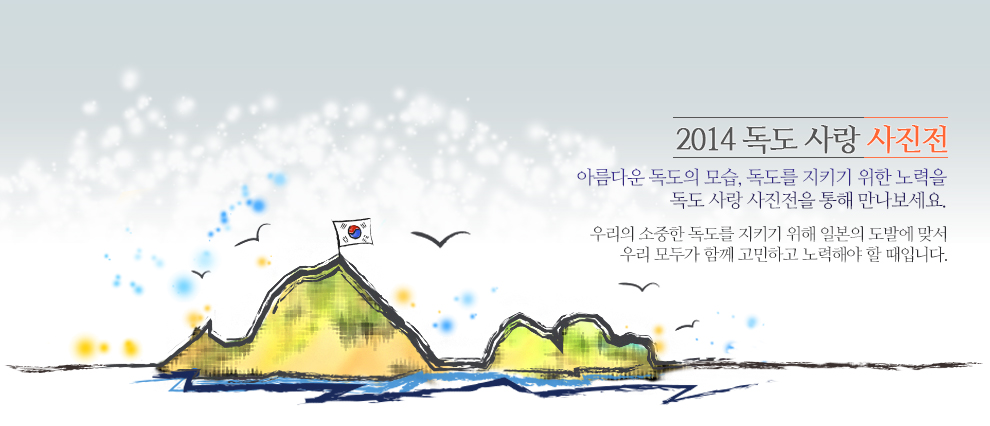 2014 독도 사랑 사진전
아름다운 독도의 모습, 독도를 지키기 위한 노력을
독도 사랑 사진전을 통해 만나보세요.
우리의 소중한 독도를 지키기 위해 일본의 도발에 맞서
우리 모두가 함께 고민하고 노력해야 할 때입니다.